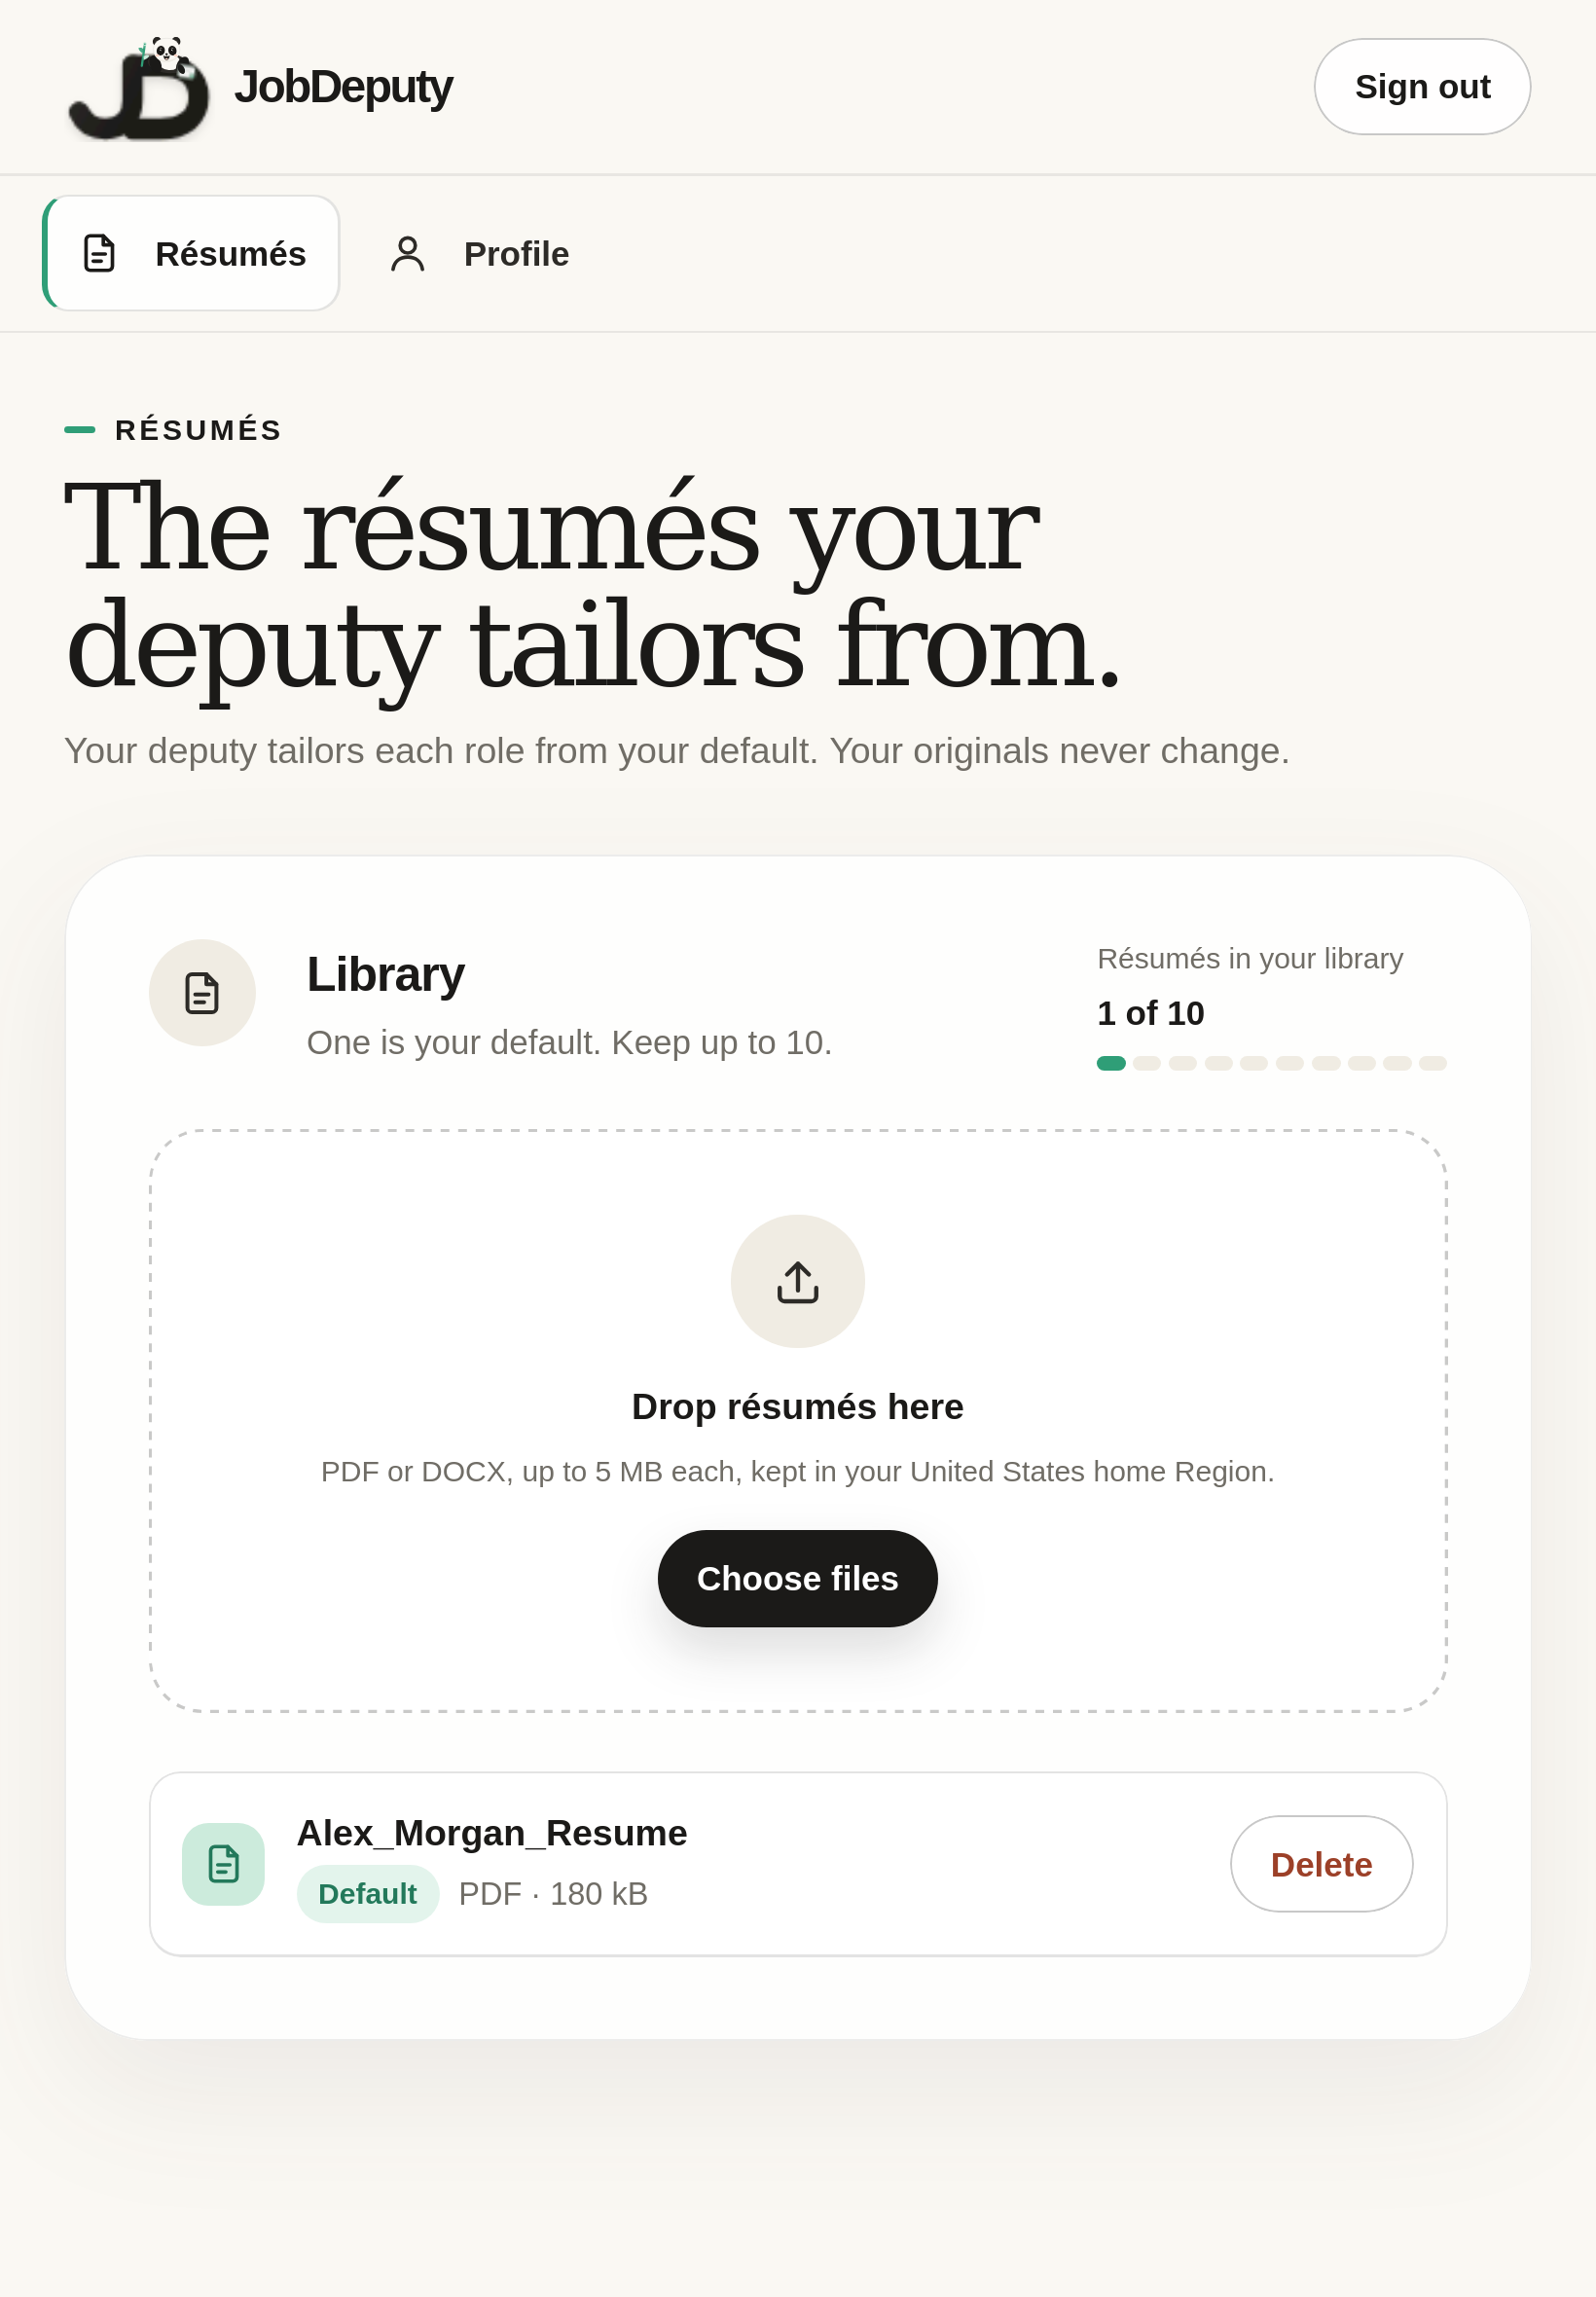 JD
JobDeputy
Sign out
Résumés
Profile
RÉSUMÉS
The résumés your
deputy tailors from.
Your deputy tailors each role from your default. Your originals never change.
Library
One is your default. Keep up to 10.
Résumés in your library
1 of 10
Drop résumés here
PDF or DOCX, up to 5 MB each, kept in your United States home Region.
Choose files
Alex_Morgan_Resume
Default PDF · 180 kB
Delete